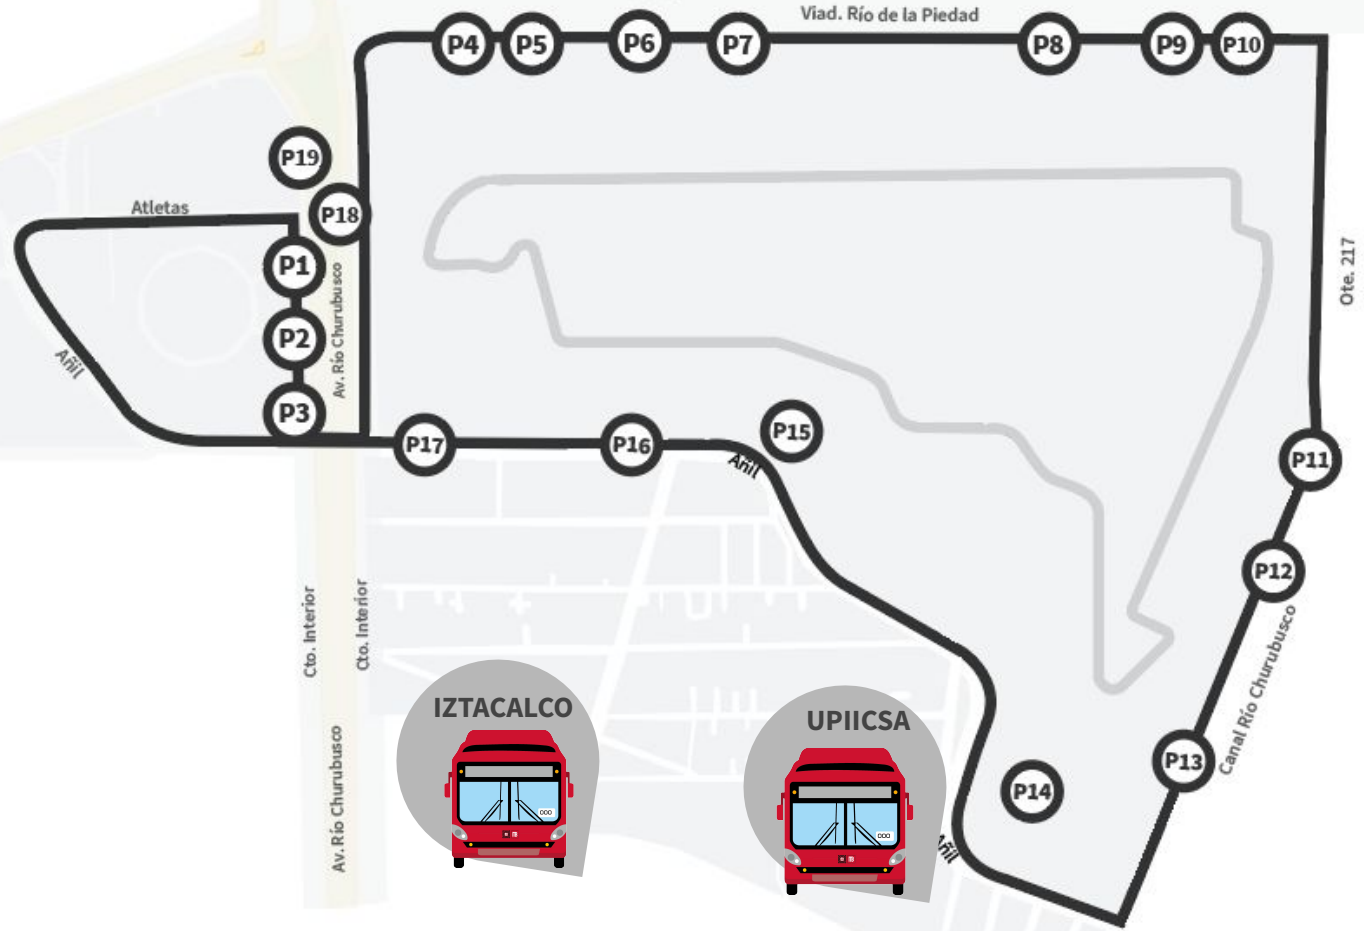 Viad. Río de la Piedad
P4
P5
P6
P7
P8
P9
P10
P19
Atletas
P18
P1
Av. Río Churubusco
Ote. 217
P2
Añil
P3
P17
P16
P15
Añil
P11
P12
Cto. Interior
Cto. Interior
Canal Río Churubusco
IZTACALCO
UPIICSA
P13
P14
Av. Río Churubusco
Añil